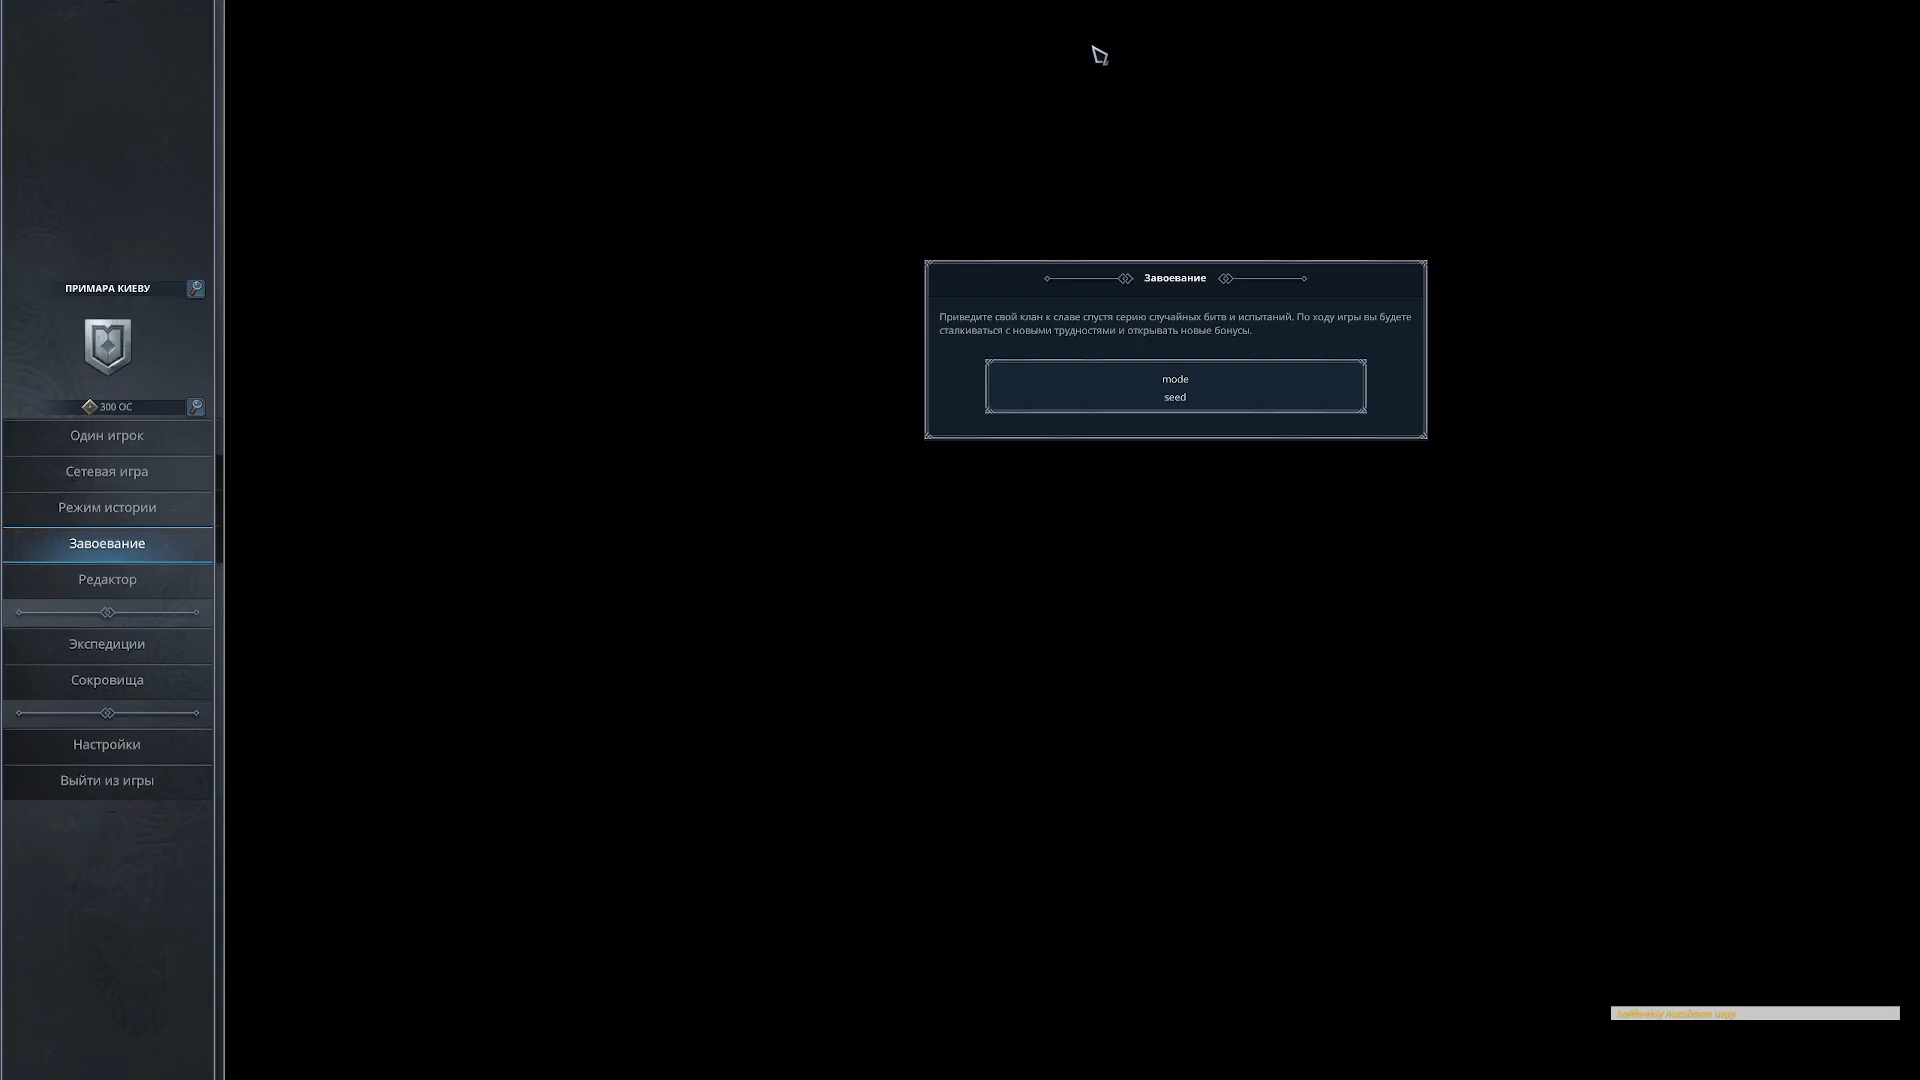 ПРИМАРА КИЕВУ
300 ОС
Один игрок
Сетевая игра
Режим истории
Завоевание
Редактор
Экспедиции
Сокровища
Настройки
Выйти из игры
Завоевание
Приведите свой клан к славе спустя серию случайных битв и испытаний. По ходу игры вы будете
сталкиваться с новыми трудностями и открывать новые бонусы.
mode
seed
покидает игру